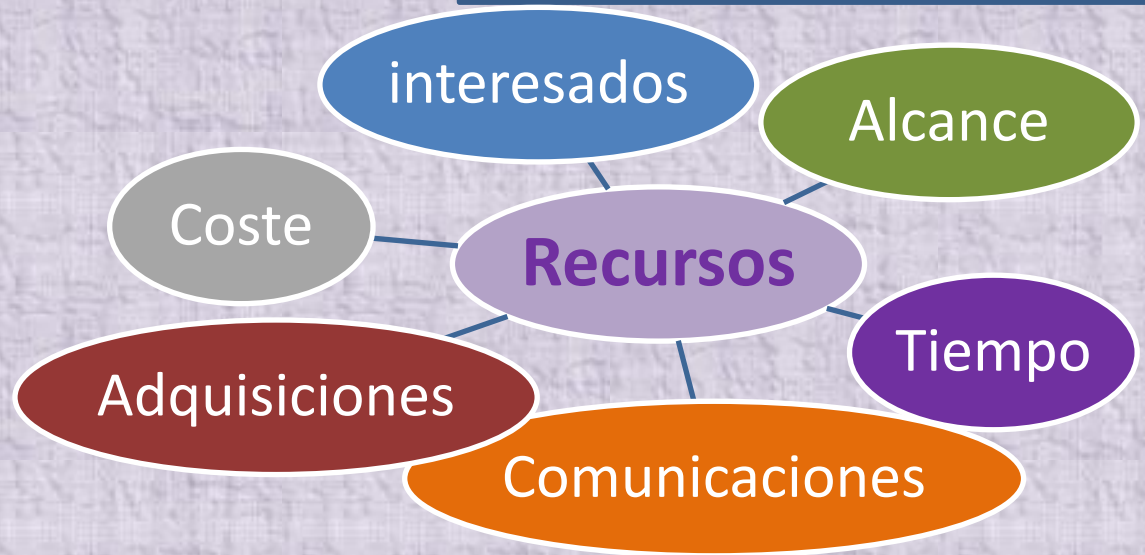 interesados
Alcance
Coste
Recursos
Tiempo
Adquisiciones
Comunicaciones